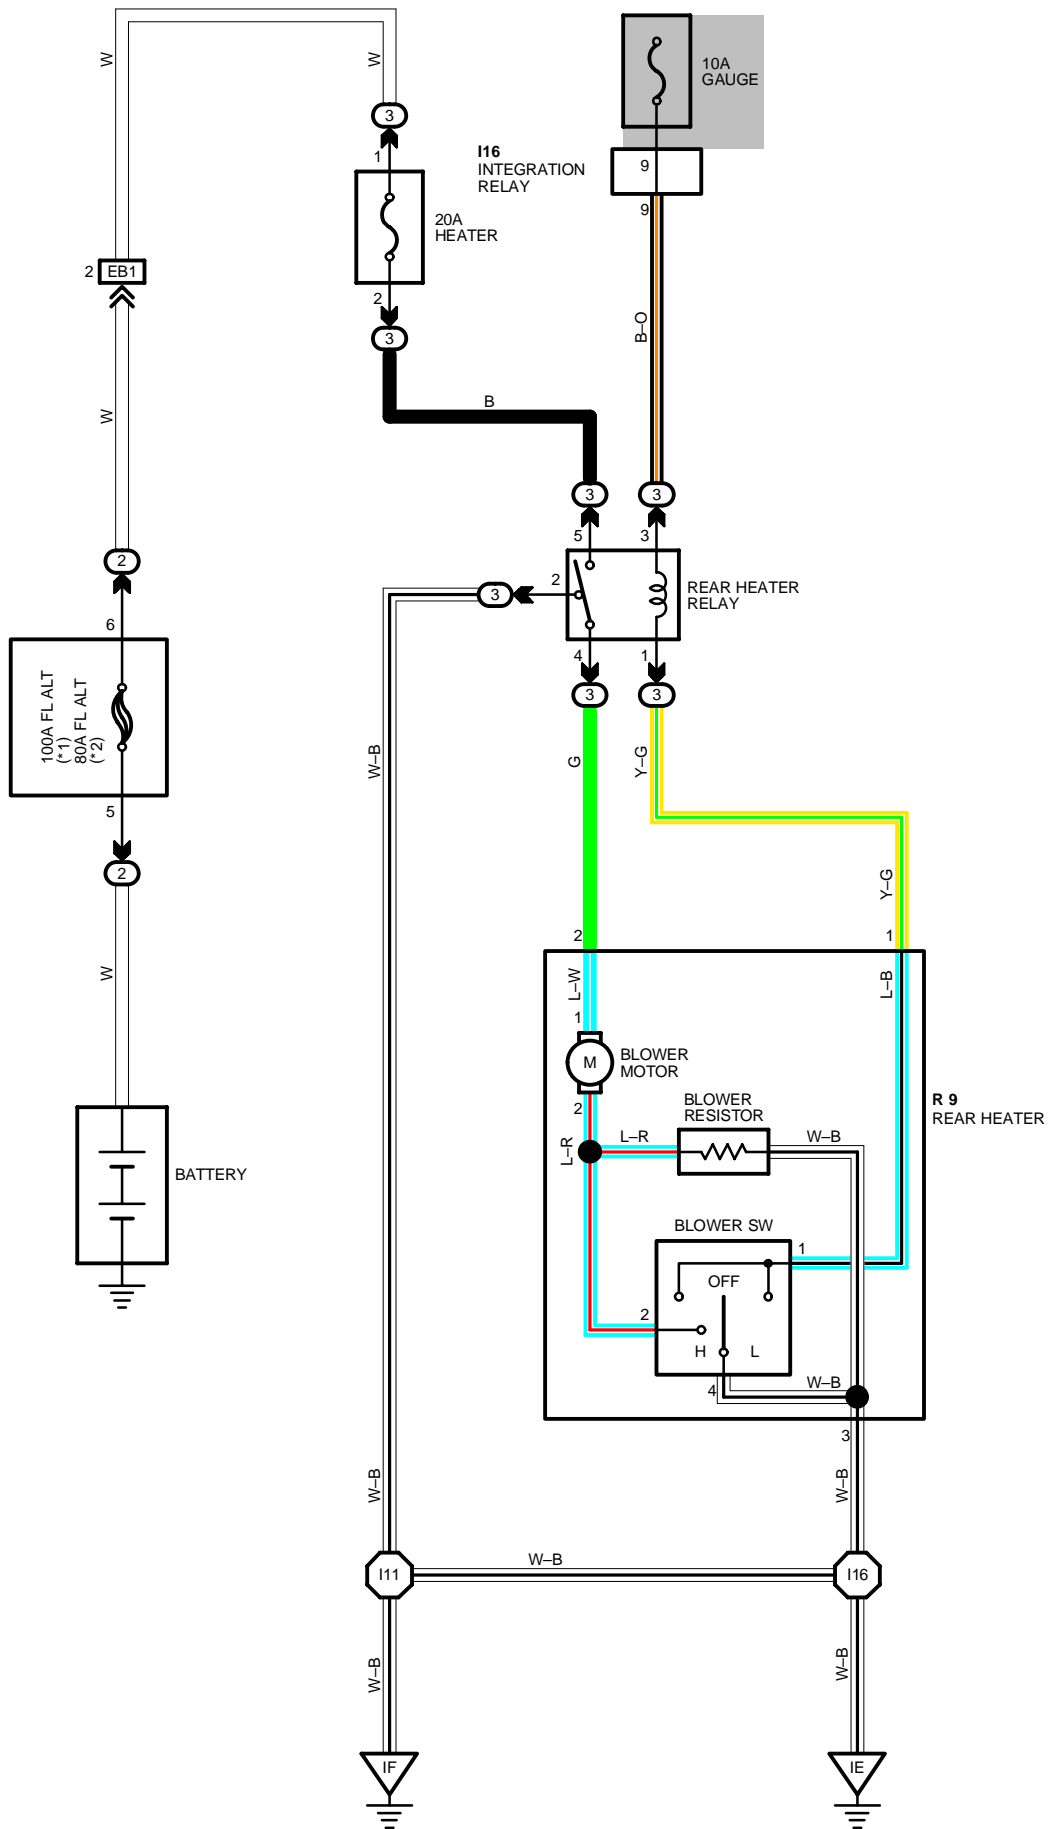 W
W
3
1
20A
HEATER
2
3
I16
INTEGRATION
RELAY
10A
GAUGE
9
9
2 EB1
B–O
W
B
3
3
5
3
2
3
REAR HEATER
RELAY
4
1
3
3
2
6
100A FL ALT
(*1)
80A FL ALT
(*2)
5
2
W
W–B
G
Y–G
Y–G
2
1
L–W
L–B
1
M
BLOWER
MOTOR
2
L–R
L–R
BLOWER
RESISTOR
W–B
R 9
REAR HEATER
BATTERY
BLOWER SW
1
OFF
2
H
L
4
W–B
3
W–B
W–B
I11
W–B
I16
W–B
W–B
IF
IE